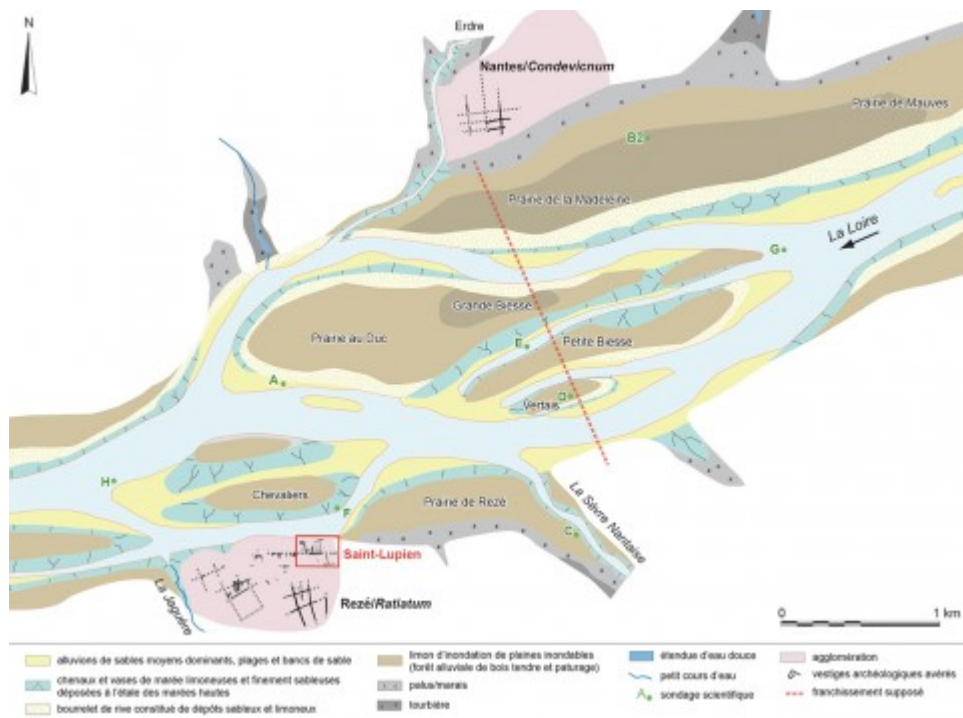 N
Erdre
Nantes/Condevicnum
Prairie de Mauves
B2
Prairie de la Madeleine
La Loire
G
Grande Biesse
Prairie au Duc
E
Petite Biesse
A
D
Vertais
H
Chevaliers
F
Prairie de Rezé
La Sèvre Nantaise
C
Saint-Lupien
La Jaguère
Rezé/Ratiatum
0 1 km
alluvions de sables moyens dominants, plages et bancs de sable
chenaux et vases de marée limoneuses et finement sableuses
déposées à l'étale des marées hautes
bourrelet de rive constitué de dépôts sableux et limoneux
limon d'inondation de plaines inondables
(forêt alluviale de bois tendre et paturage)
palus/marais
tourbière
étendue d'eau douce
petit cours d'eau
A sondage scientifique
agglomération
vestiges archéologiques avérés
franchissement supposé